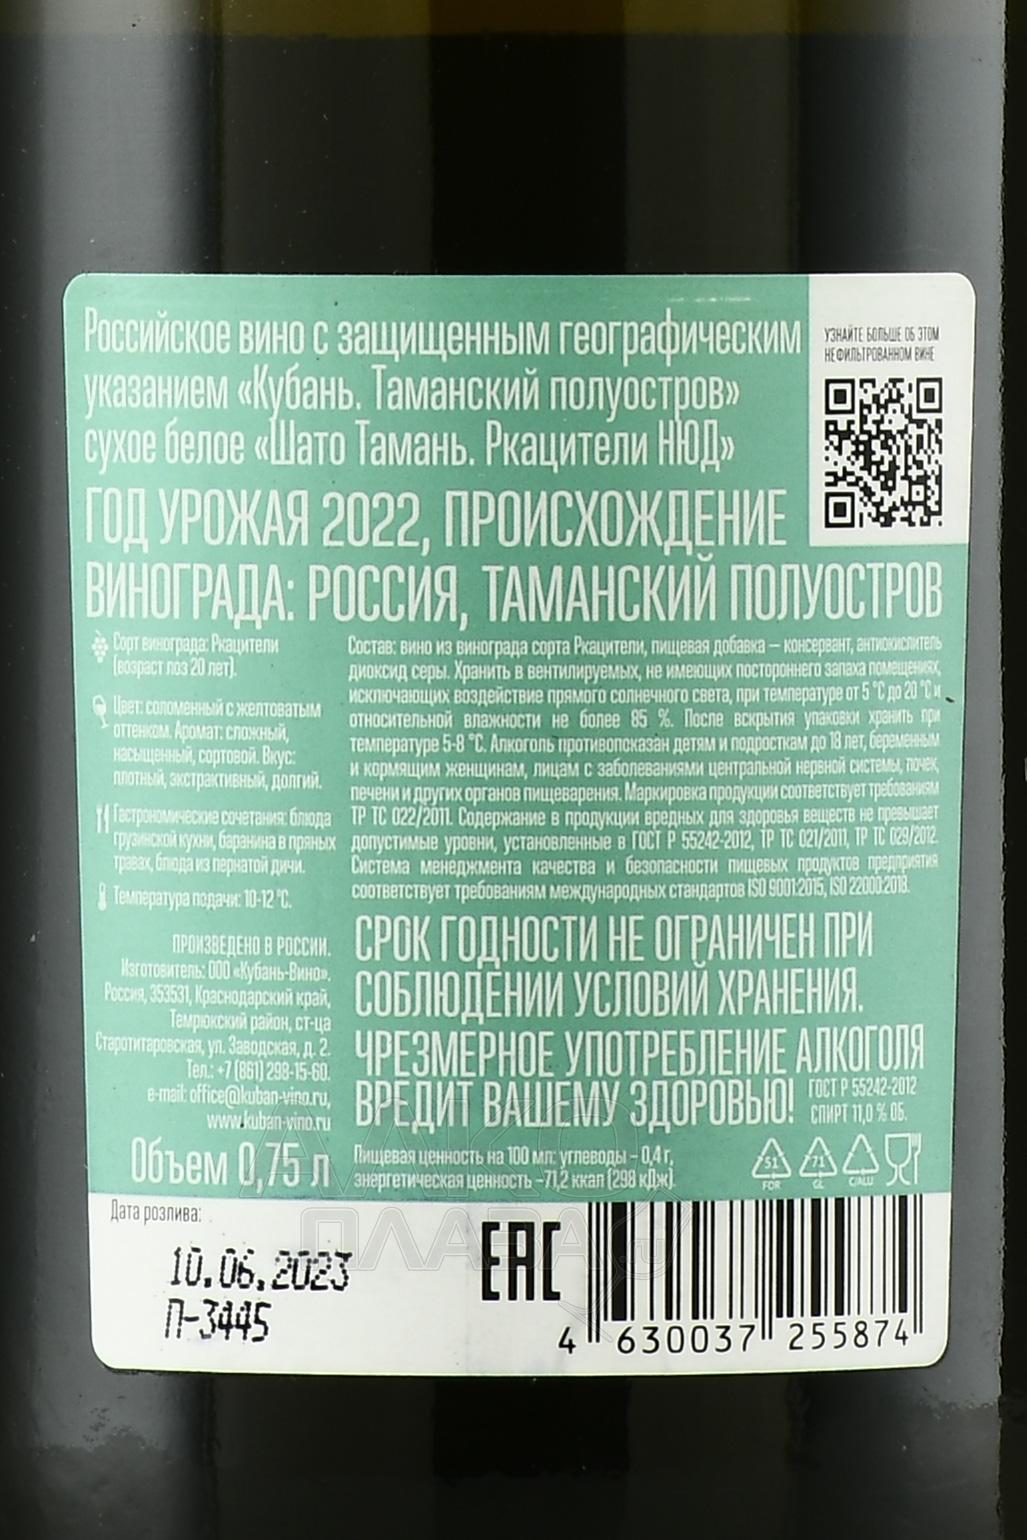 Российское вино с защищенным географическим
указанием «Кубань. Таманский полуостров»
сухое белое «Шато Тамань. Ркацители НЮД»
УЗНАЙТЕ БОЛЬШЕ ОБ ЭТОМ
НЕФИЛЬТРОВАННОМ ВИНЕ
ГОД УРОЖАЯ 2022, ПРОИСХОЖДЕНИЕ
ВИНОГРАДА: РОССИЯ, ТАМАНСКИЙ ПОЛУОСТРОВ
Сорт винограда: Ркацители
(возраст лоз 20 лет).
Цвет: соломенный с желтоватым
оттенком. Аромат: сложный,
насыщенный, сортовой. Вкус:
плотный, экстрактивный, долгий.
Гастрономические сочетания: блюда
грузинской кухни, баранина в пряных
травах, блюда из пернатой дичи.
Температура подачи: 10-12 °С.
Состав: вино из винограда сорта Ркацители, пищевая добавка – консервант, антиокислитель
диоксид серы. Хранить в вентилируемых, не имеющих постороннего запаха помещениях,
исключающих воздействие прямого солнечного света, при температуре от 5 °С до 20 °С и
относительной влажности не более 85 %. После вскрытия упаковки хранить при
температуре 5-8 °С. Алкоголь противопоказан детям и подросткам до 18 лет, беременным
и кормящим женщинам, лицам с заболеваниями центральной нервной системы, почек,
печени и других органов пищеварения. Маркировка продукции соответствует требованиям
ТР ТС 022/2011. Содержание в продукции вредных для здоровья веществ не превышает
допустимые уровни, установленные в ГОСТ Р 55242-2012, ТР ТС 021/2011, ТР ТС 029/2012.
Система менеджмента качества и безопасности пищевых продуктов предприятия
соответствует требованиям международных стандартов ISO 9001:2015, ISO 22000:2018.
ПРОИЗВЕДЕНО В РОССИИ.
Изготовитель: ООО «Кубань-Вино».
Россия, 353531, Краснодарский край,
Темрюкский район, ст-ца
Старотитаровская, ул. Заводская, д. 2.
Тел.: +7 (861) 298-15-60.
e-mail: office@kuban-vino.ru,
www.kuban-vino.ru
Объем 0,75 л
СРОК ГОДНОСТИ НЕ ОГРАНИЧЕН ПРИ
СОБЛЮДЕНИИ УСЛОВИЙ ХРАНЕНИЯ.
ЧРЕЗМЕРНОЕ УПОТРЕБЛЕНИЕ АЛКОГОЛЯ
ВРЕДИТ ВАШЕМУ ЗДОРОВЬЮ!
ГОСТ Р 55242-2012
СПИРТ 11,0 % ОБ.
Пищевая ценность на 100 мл: углеводы – 0,4 г,
энергетическая ценность –71,2 ккал (298 кДж).
51
FOR
71
GL
C/ALU
Дата розлива:
10.06.2023
П-3445
EAC
4 630037 255874
АЛКО
ПЛАЗА.ru